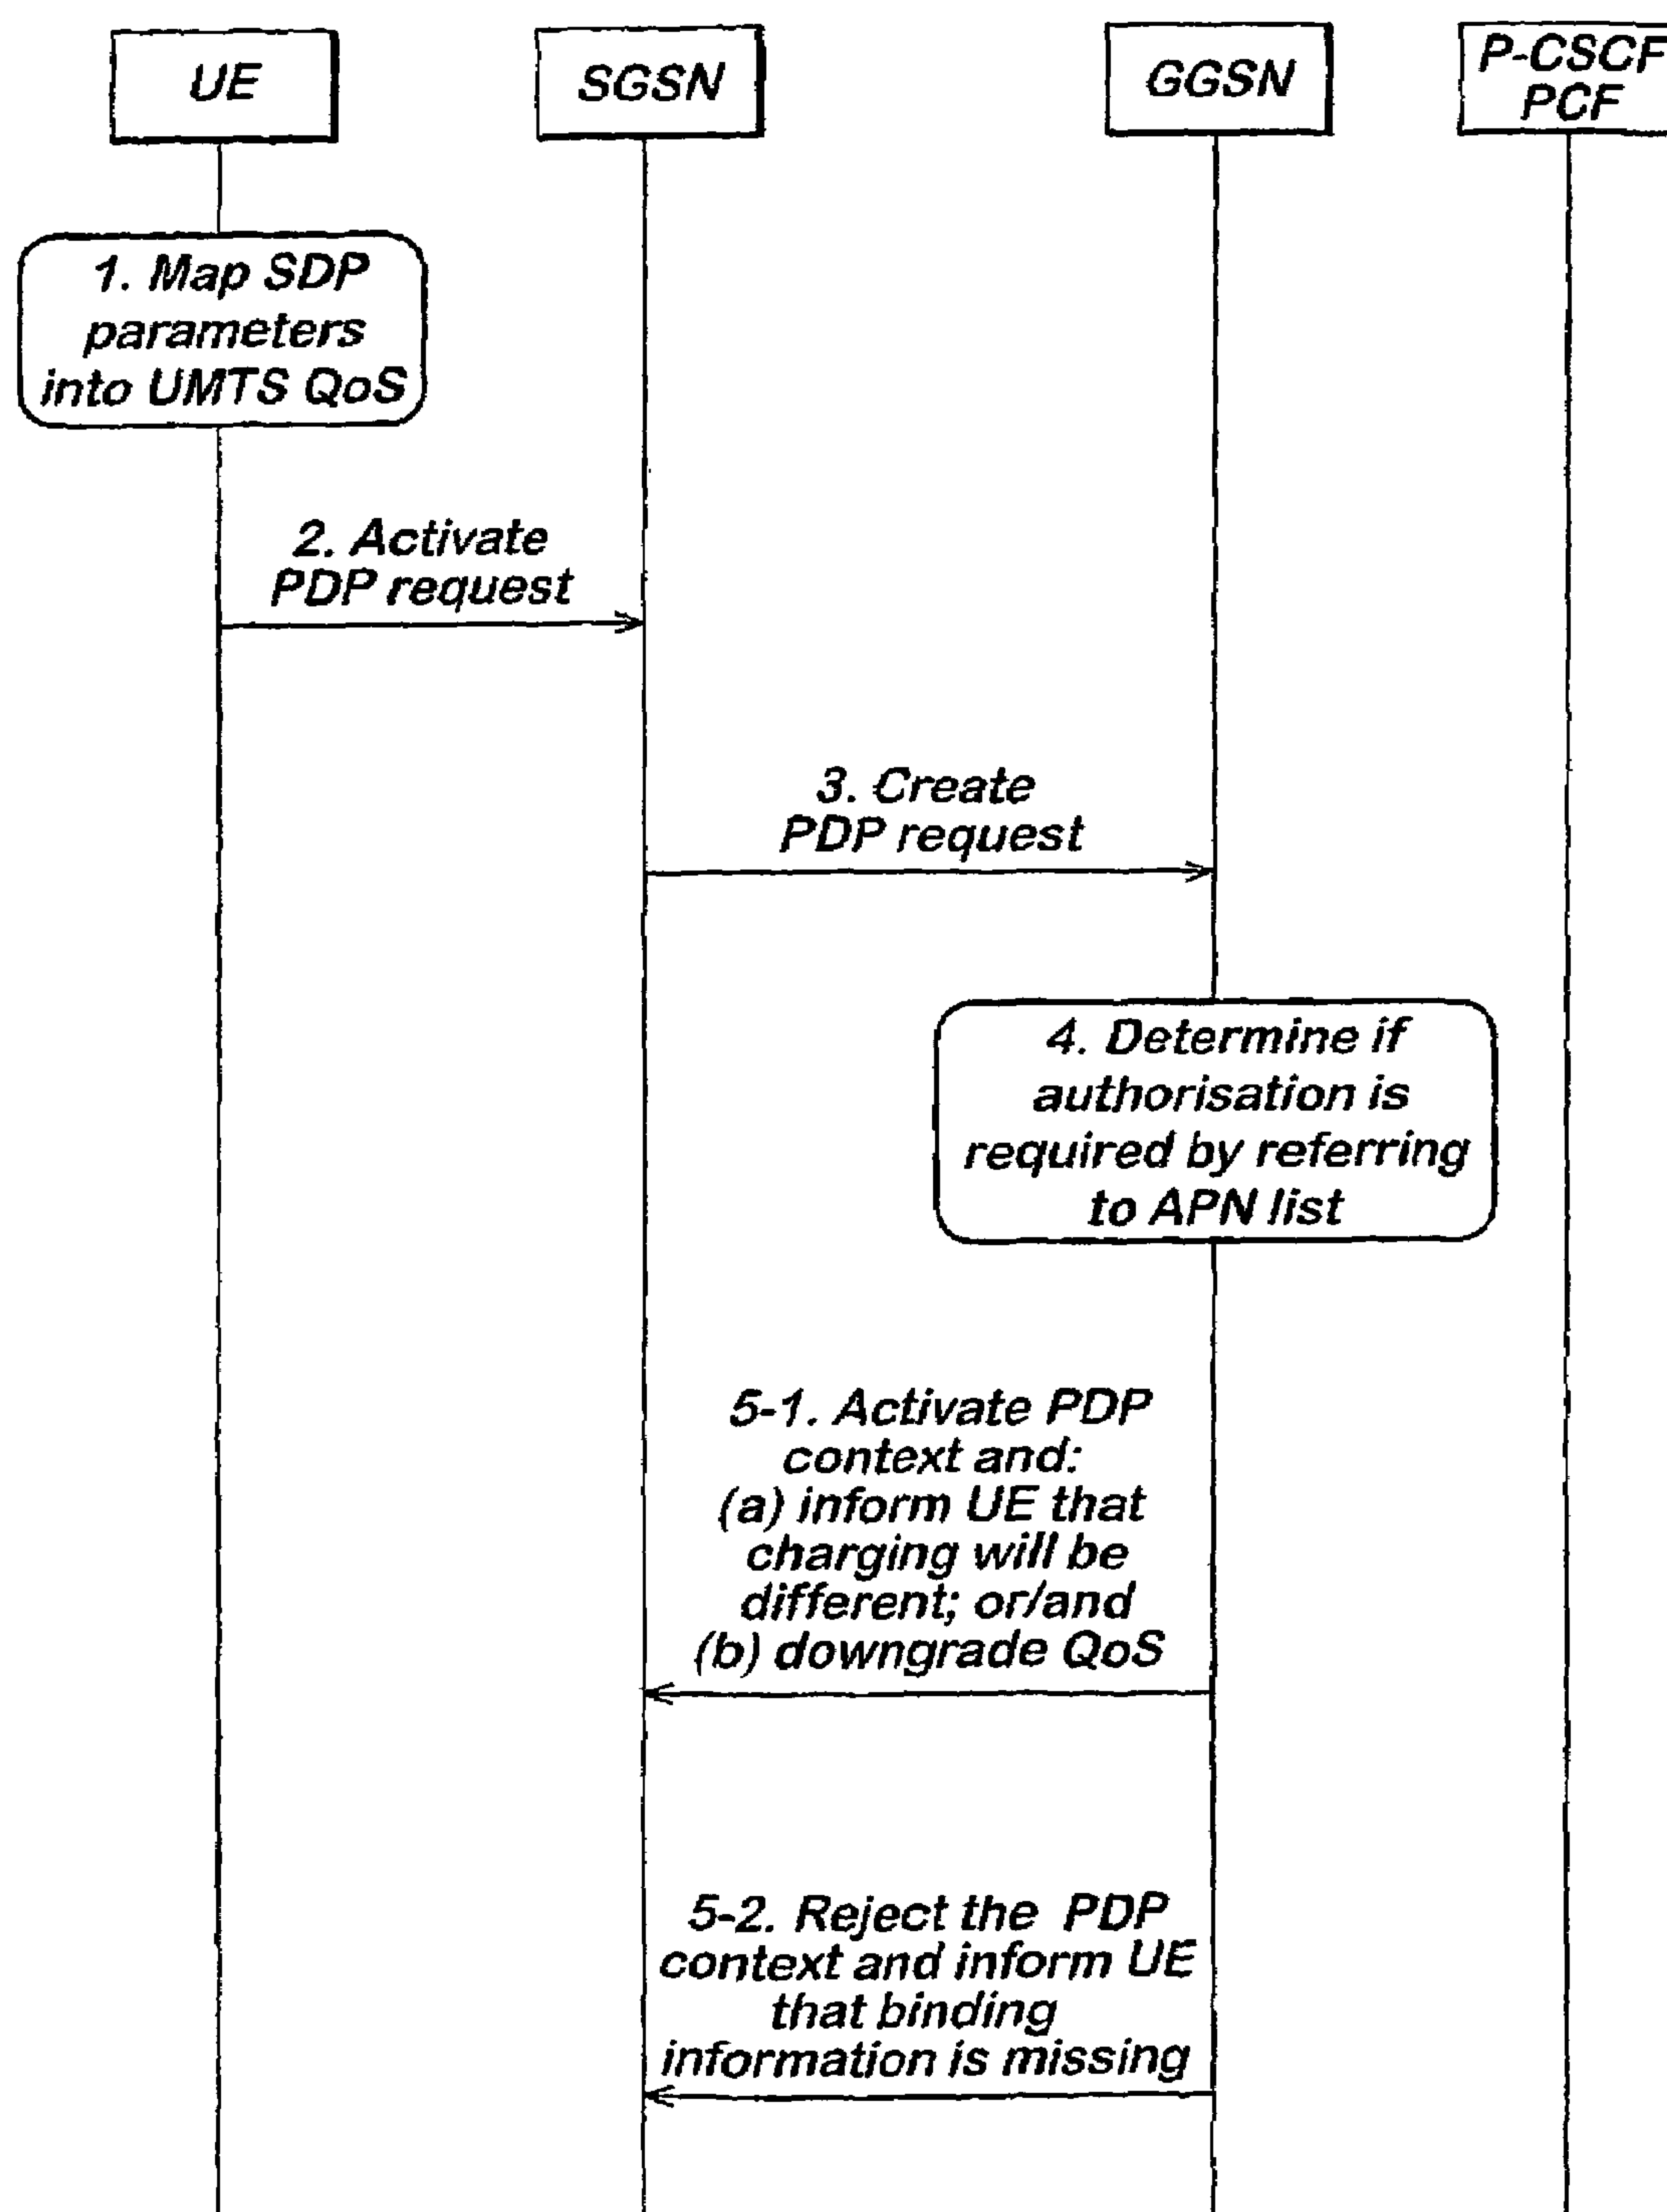 UE
SGSN
GGSN
P-CSCF
PCF
1. Map SDP
parameters
into UMTS QoS
2. Activate
PDP request
3. Create
PDP request
4. Determine if
authorisation is
required by referring
to APN list
5-1. Activate PDP
context and:
(a) inform UE that
charging will be
different; or/and
(b) downgrade QoS
5-2. Reject the PDP
context and inform UE
that binding
information is missing